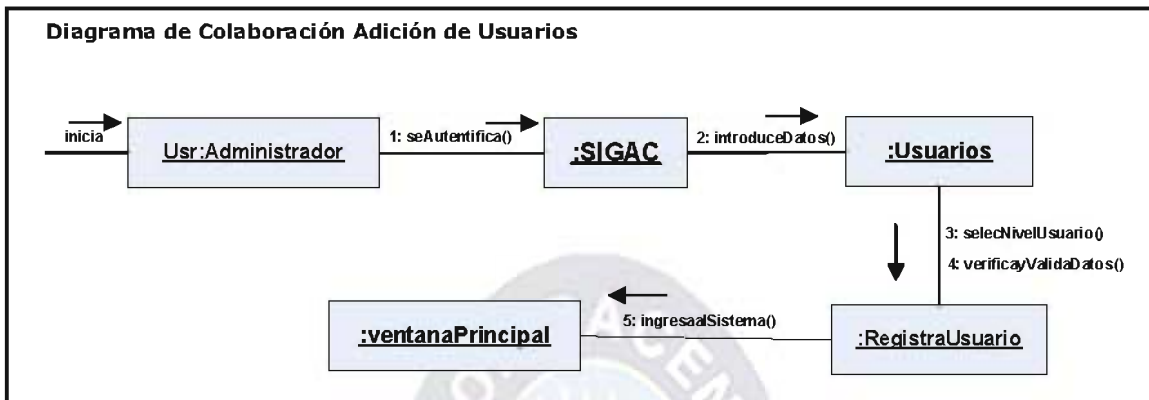 Diagrama de Colaboración Adición de Usuarios
inicia
Usr:Administrador
1: seAutentifica()
:SIGAC
2: introduceDatos()
:Usuarios
3: selecNivelUsuario()
4: verificayValidaDatos()
:ventanaPrincipal
5: ingresaalSistema()
:RegistraUsuario
ACEM